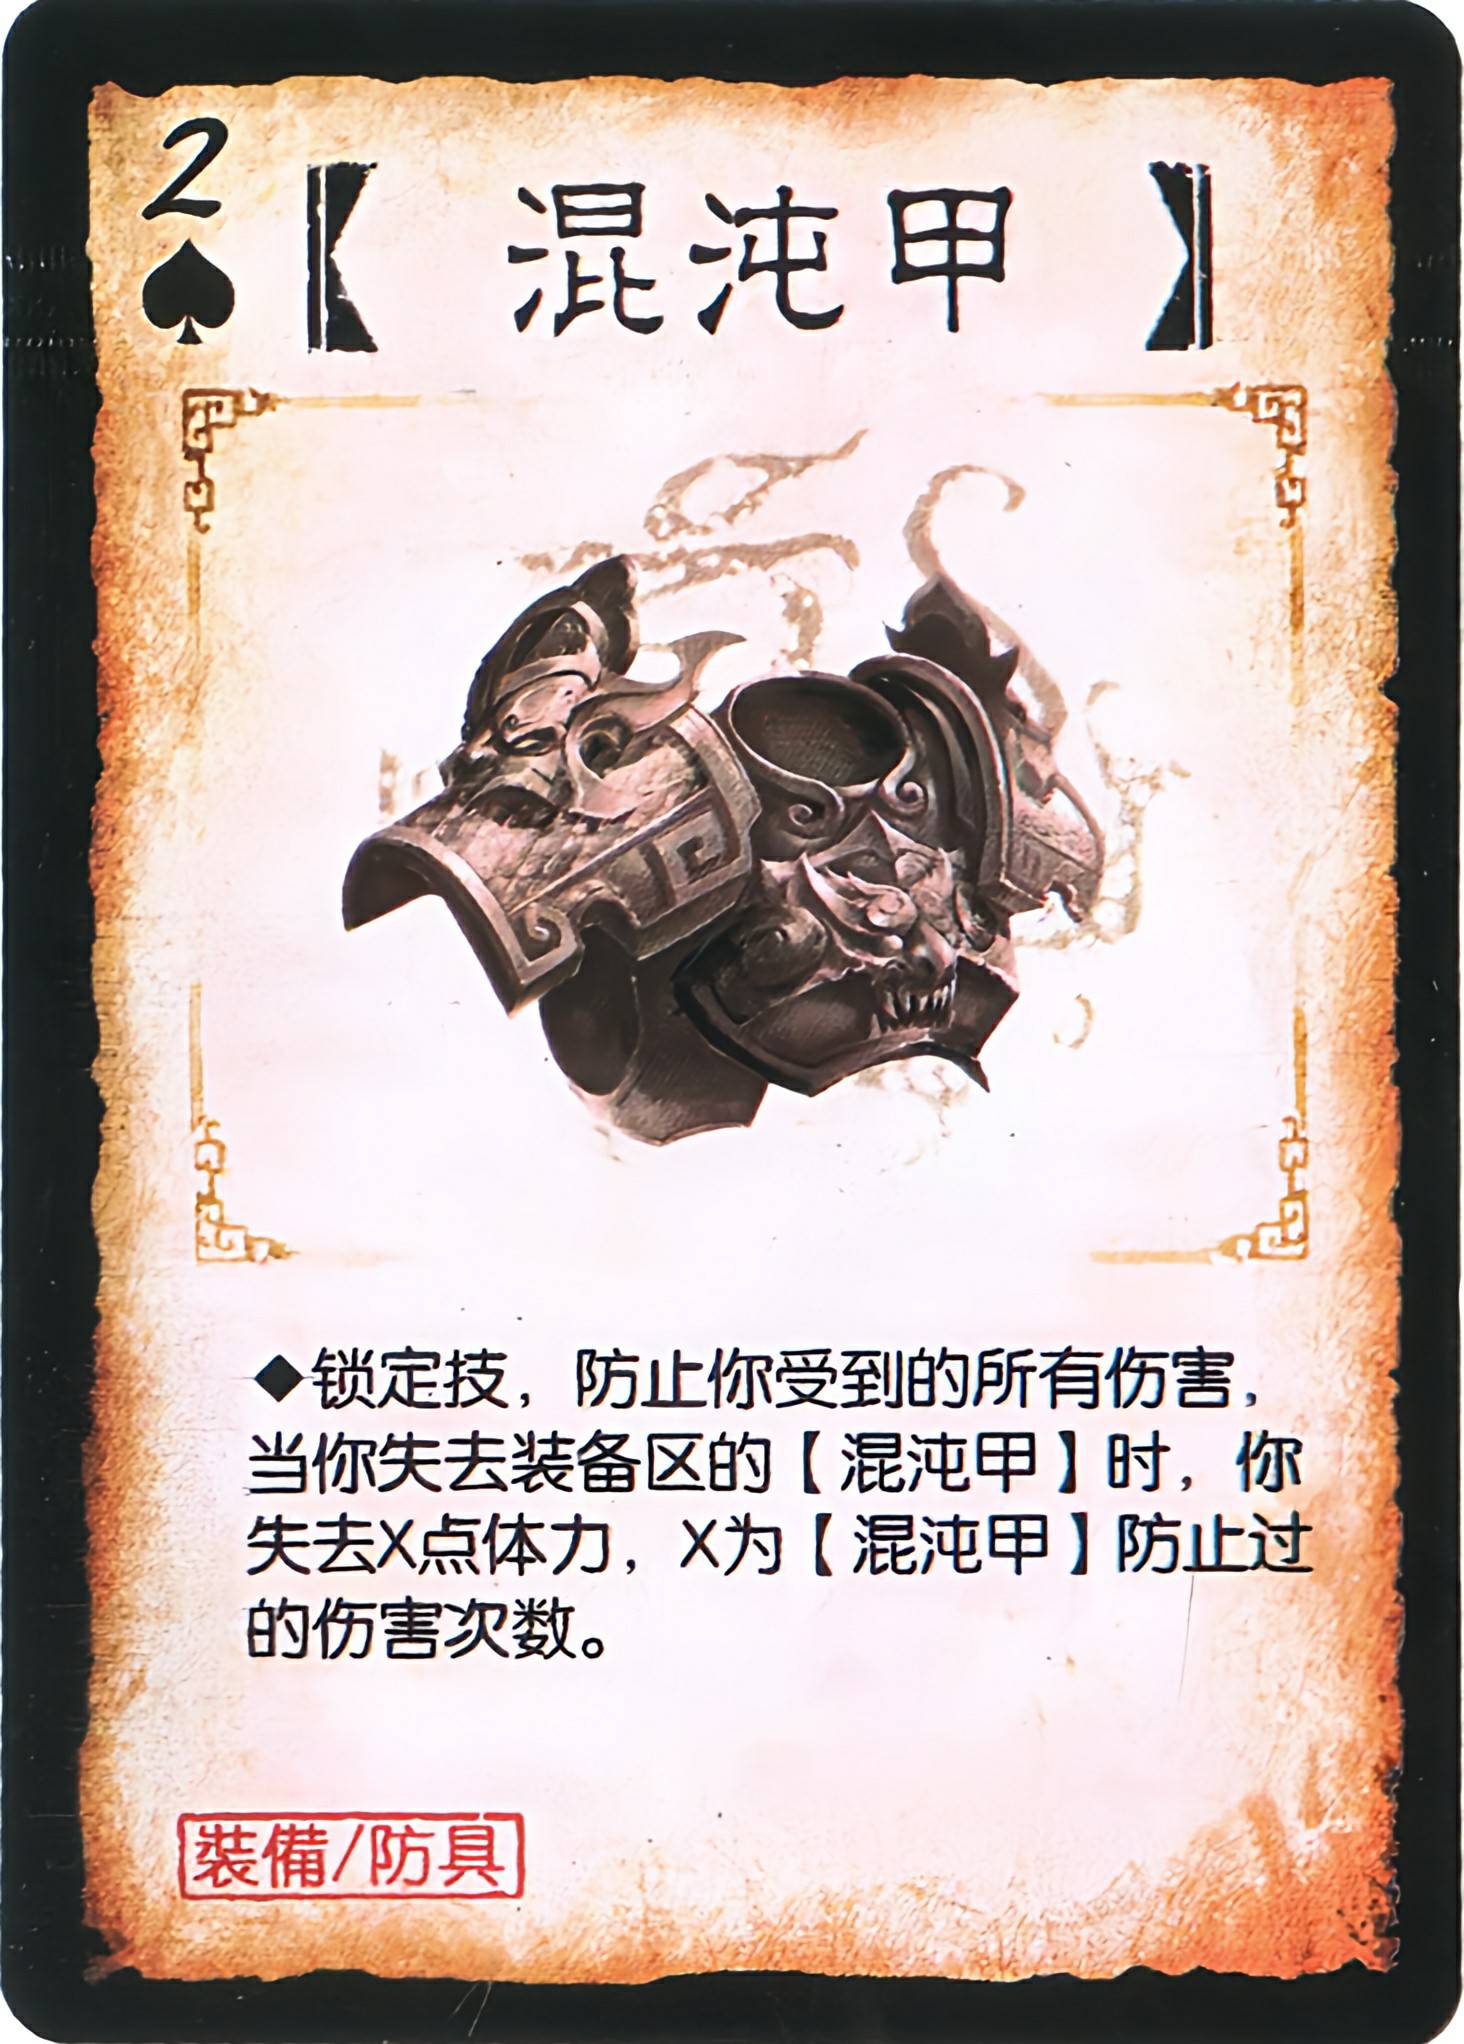 2
【混沌甲】
◆锁定技，防止你受到的所有伤害，
当你失去装备区的【混沌甲】时，你
失去X点体力，X为【混沌甲】防止过
的伤害次数。
裝備/防具